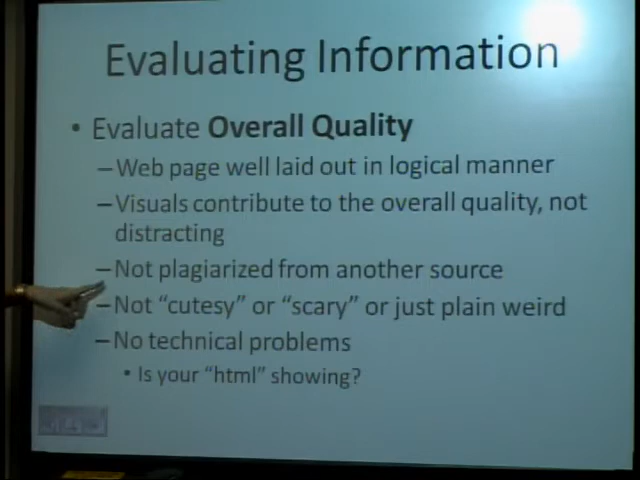 Evaluating Information
• Evaluate Overall Quality
–Web page well laid out in logical manner
–Visuals contribute to the overall quality, not
distracting
–Not plagiarized from another source
–Not “cutesy” or “scary” or just plain weird
–No technical problems
• Is your “html” showing?